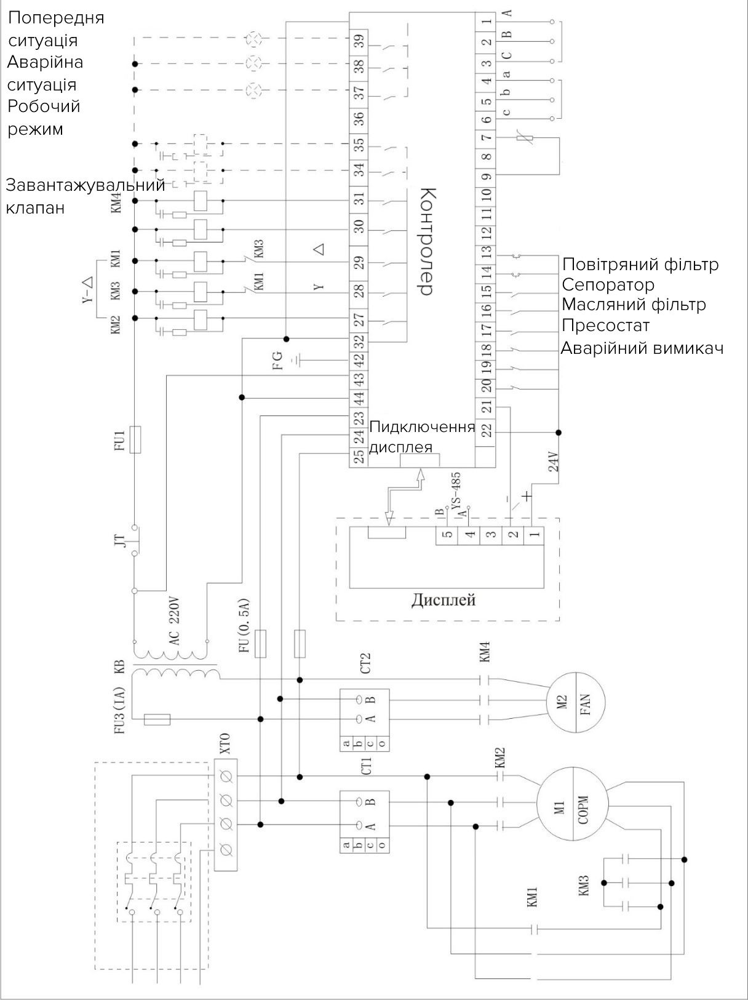 Попередня
ситуація
Аварійна
ситуація
Робочий
режим
Завантажувальний
клапан
KM4
KM1
KM3
KM2
Y-△
KM3
KM1
△
Y
FG
39
38
37
36
35
34
31
30
29
28
27
32
42
43
44
23
24
25
Контролер
Пидключення
дисплея
1
2
3
4
5
6
7
8
9
10
11
12
13
14
15
16
17
18
19
20
21
22
A
B
C
a
b
c
Повітряний фільтр
Сепоратор
Масляний фільтр
Пресостат
Аварійний вимикач
24V
-
+
YS-485
B
A
5
4
3
2
1
Дисплей
FU1
JT
AC 220V
KB
FU3(1A)
FU(0.5A)
XT0
CT2
B
A
a
b
c
o
KM4
M2
FAN
CT1
B
A
a
b
c
o
KM2
M1
COPM
KM1
KM3